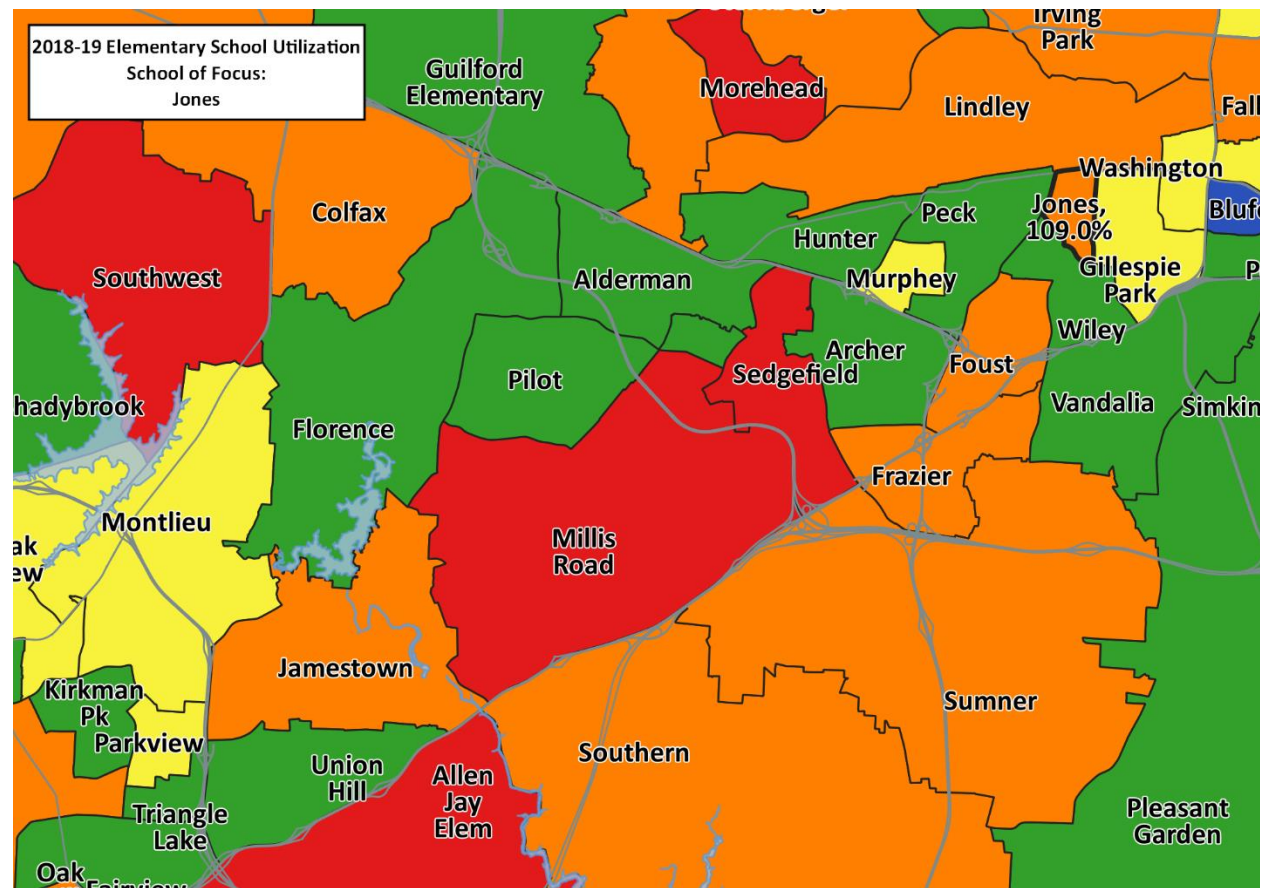 2018-19 Elementary School Utilization
School of Focus:
Jones
Irving
Park
Guilford
Elementary
Morehead
Lindley
Fall
Washington
Colfax
Peck
Jones,
109.0%
Hunter
Southwest
Alderman
Murphey
Gillespie
Park
Wiley
Archer
Foust
Pilot
Sedgefield
hadybrook
Vandalia
Simkin
Florence
Frazier
Montlieu
ak
ew
Millis
Road
Jamestown
Kirkman
Pk
Sumner
Parkview
Southern
Union
Hill
Allen
Jay
Elem
Triangle
Lake
Pleasant
Garden
Oak
Fairview